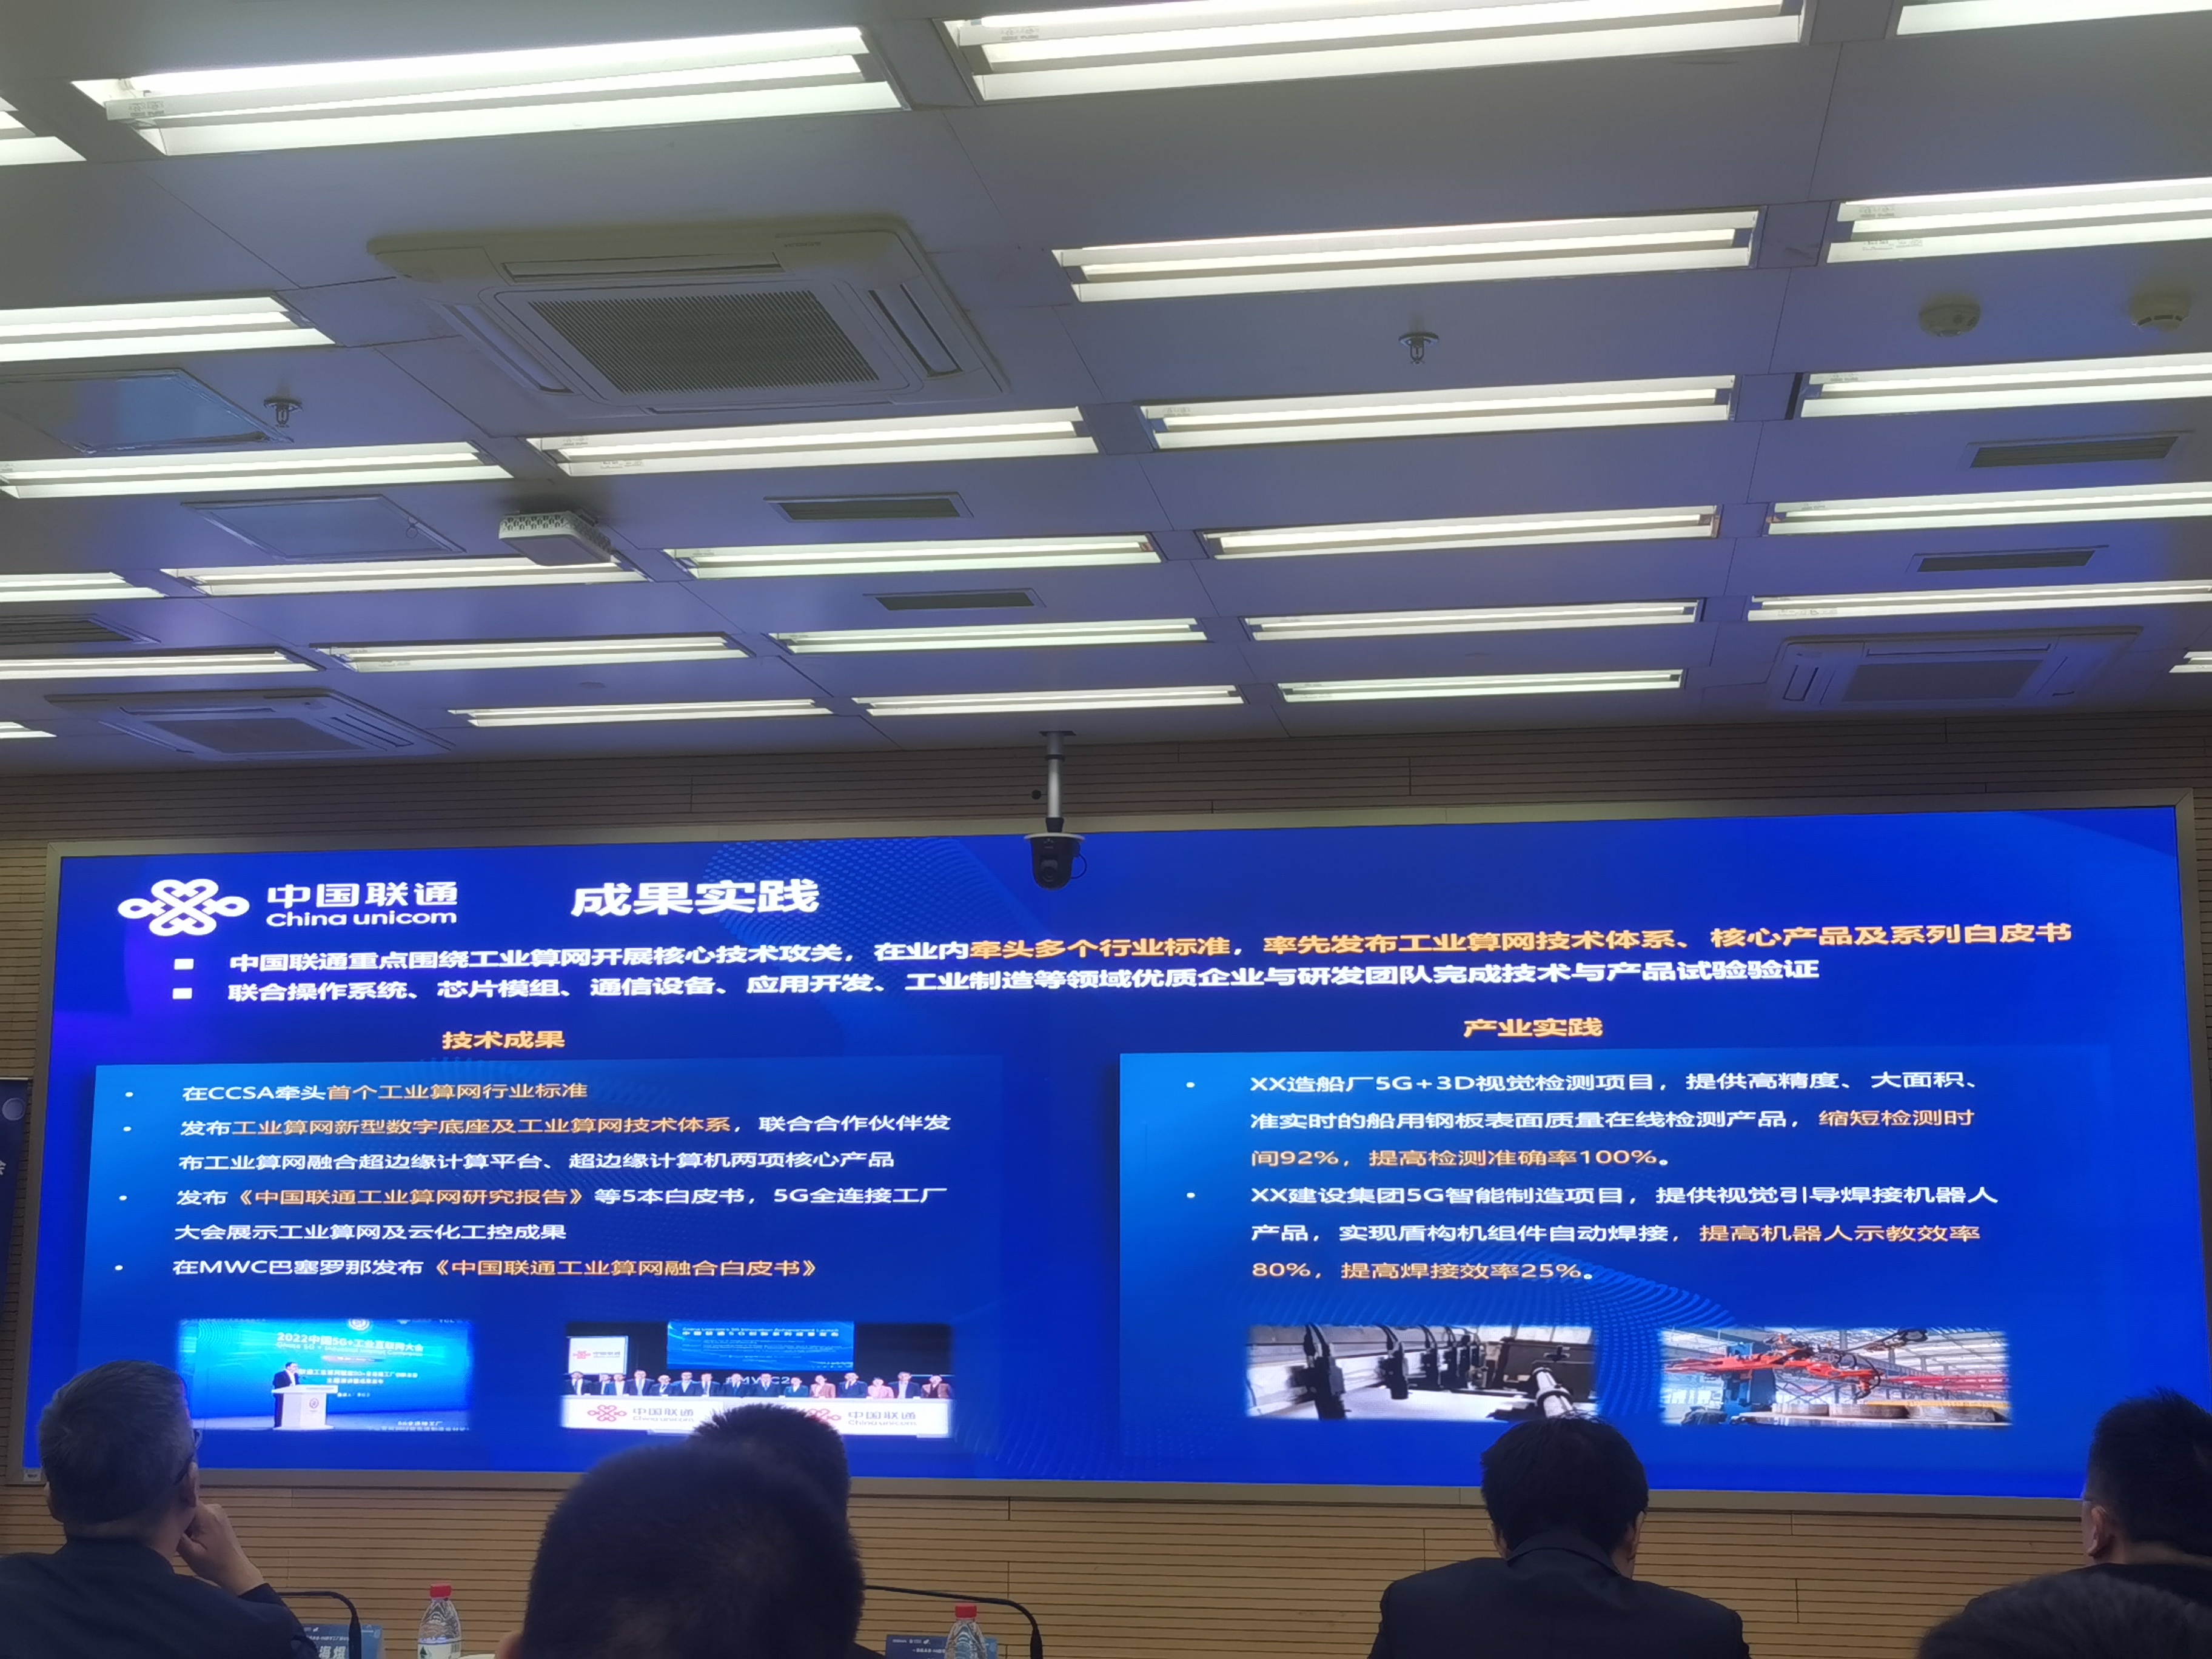 中国联通
China unicom
成果实践
■ 中国联通重点围绕工业算网开展核心技术攻关，在业内牵头多个行业标准，率先发布工业算网技术体系、核心产品及系列白皮书
■ 联合操作系统、芯片模组、通信设备、应用开发、工业制造等领域优质企业与研发团队完成技术与产品试验验证
技术成果
• 在CCSA牵头首个工业算网行业标准
• 发布工业算网新型数字底座及工业算网技术体系，联合合作伙伴发
布工业算网融合超边缘计算平台、超边缘计算机两项核心产品
• 发布《中国联通工业算网研究报告》等5本白皮书，5G全连接工厂
大会展示工业算网及云化工控成果
• 在MWC巴塞罗那发布《中国联通工业算网融合白皮书》
2022中国5G+工业互联网大会
中国联通
China unicom
中国联通
China unicom
产业实践
• XX造船厂5G+3D视觉检测项目，提供高精度、大面积、
准实时的船用钢板表面质量在线检测产品，缩短检测时
间92%，提高检测准确率100%。
• XX建设集团5G智能制造项目，提供视觉引导焊接机器人
产品，实现盾构机组件自动焊接，提高机器人示教效率
80%，提高焊接效率25%。